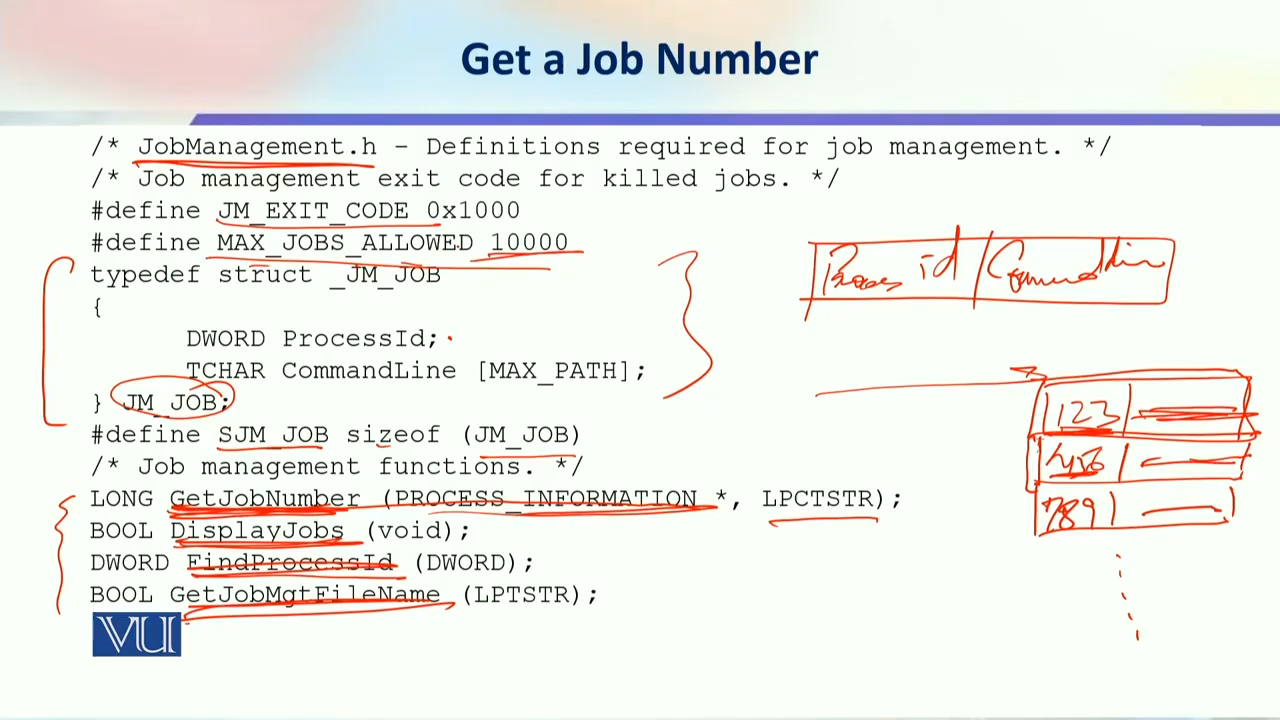 Get a Job Number
/* JobManagement.h – Definitions required for job management. */
/* Job management exit code for killed jobs. */
#define JM_EXIT_CODE 0x1000
#define MAX_JOBS_ALLOWED 10000
typedef struct _JM_JOB
{
DWORD ProcessId;
TCHAR CommandLine [MAX_PATH];
} JM_JOB;
#define SJM_JOB sizeof (JM_JOB)
/* Job management functions. */
LONG GetJobNumber (PROCESS_INFORMATION *, LPCTSTR);
BOOL DisplayJobs (void);
DWORD FindProcessId (DWORD);
BOOL GetJobMgtFileName (LPTSTR);
Process id
123
456
789
VU